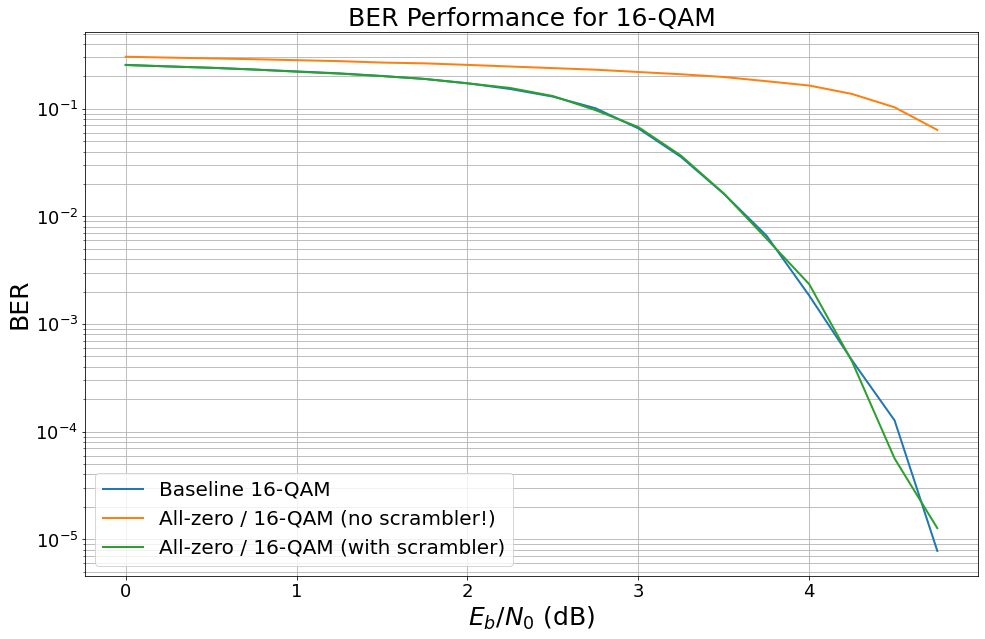 BER Performance for 16-QAM
BER
10⁻¹
10⁻²
10⁻³
10⁻⁴
10⁻⁵
Baseline 16-QAM
All-zero / 16-QAM (no scrambler!)
All-zero / 16-QAM (with scrambler)
0 1 2 3 4
E_b/N_0 (dB)